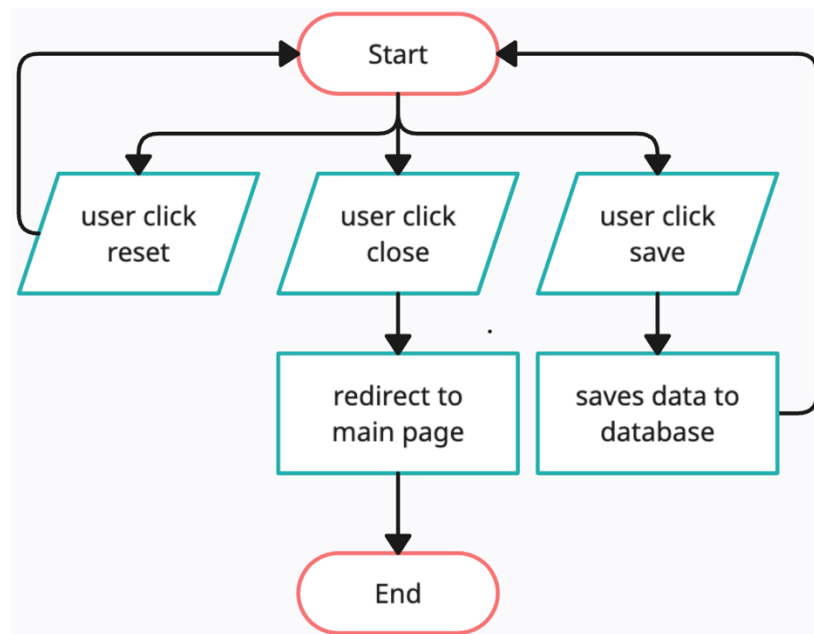 Start
user click
reset
user click
close
user click
save
redirect to
main page
saves data to
database
End